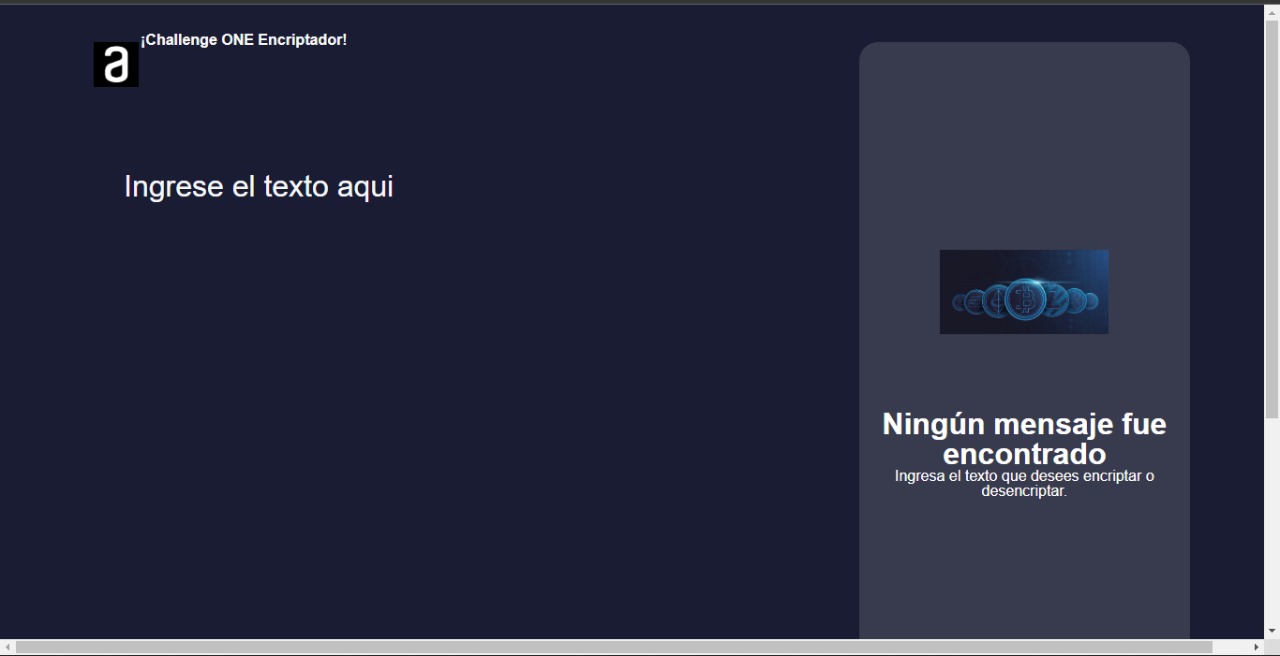 ¡Challenge ONE Encriptador!
a
Ingrese el texto aqui
Ningún mensaje fue
encontrado
Ingresa el texto que desees encriptar o
desencriptar.